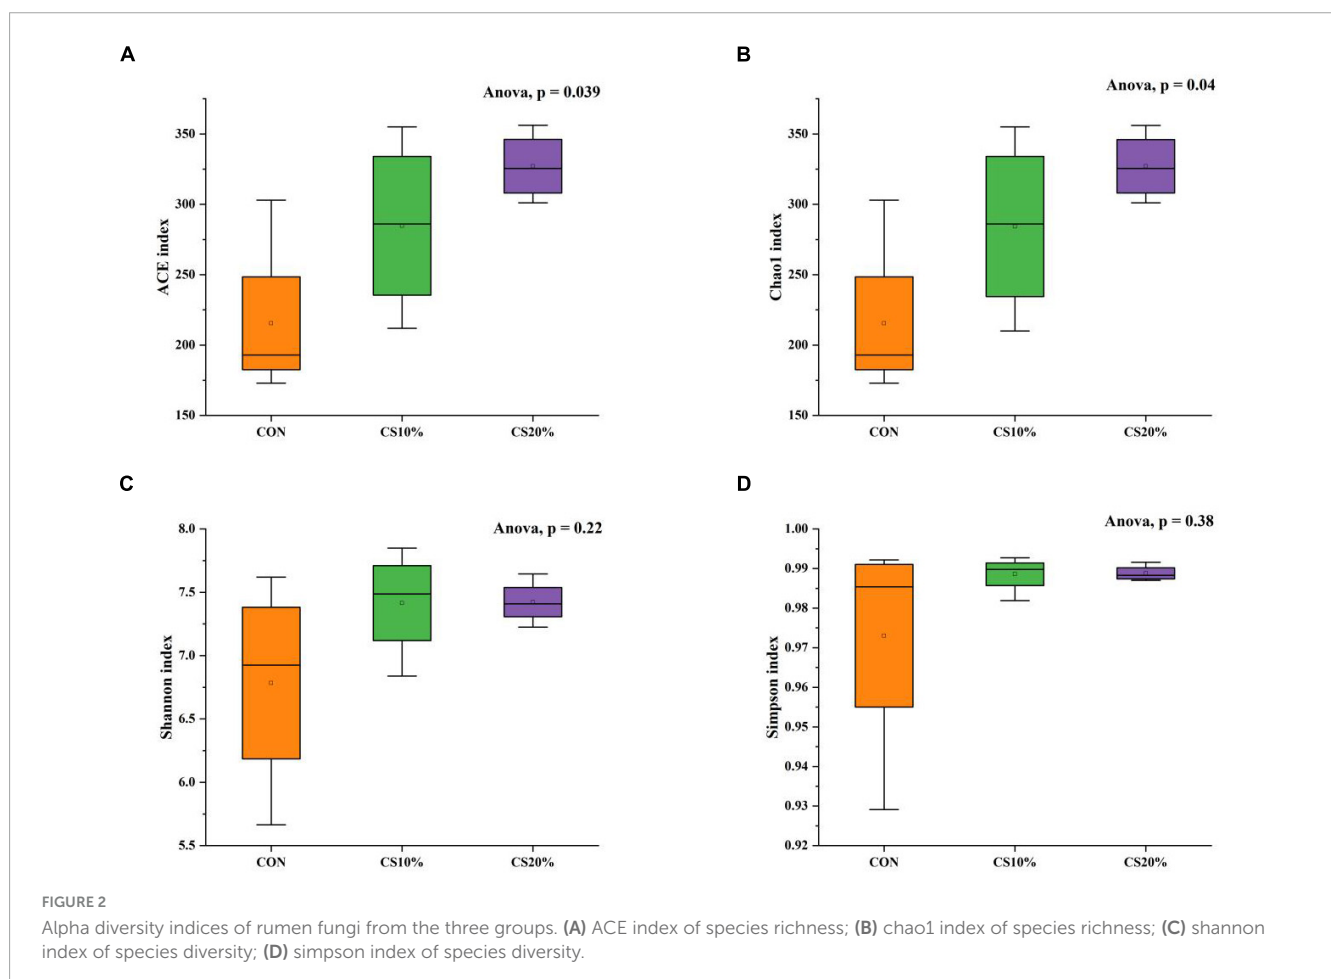 A
Anova, p = 0.039
ACE index
350
300
250
200
150
CON
CS10%
CS20%
B
Anova, p = 0.04
Chao1 index
350
300
250
200
150
CON
CS10%
CS20%
C
Anova, p = 0.22
Shannon index
8.0
7.5
7.0
6.5
6.0
5.5
CON
CS10%
CS20%
D
Anova, p = 0.38
Simpson index
1.00
0.99
0.98
0.97
0.96
0.95
0.94
0.93
0.92
CON
CS10%
CS20%
FIGURE 2
Alpha diversity indices of rumen fungi from the three groups. (A) ACE index of species richness; (B) chao1 index of species richness; (C) shannon
index of species diversity; (D) simpson index of species diversity.